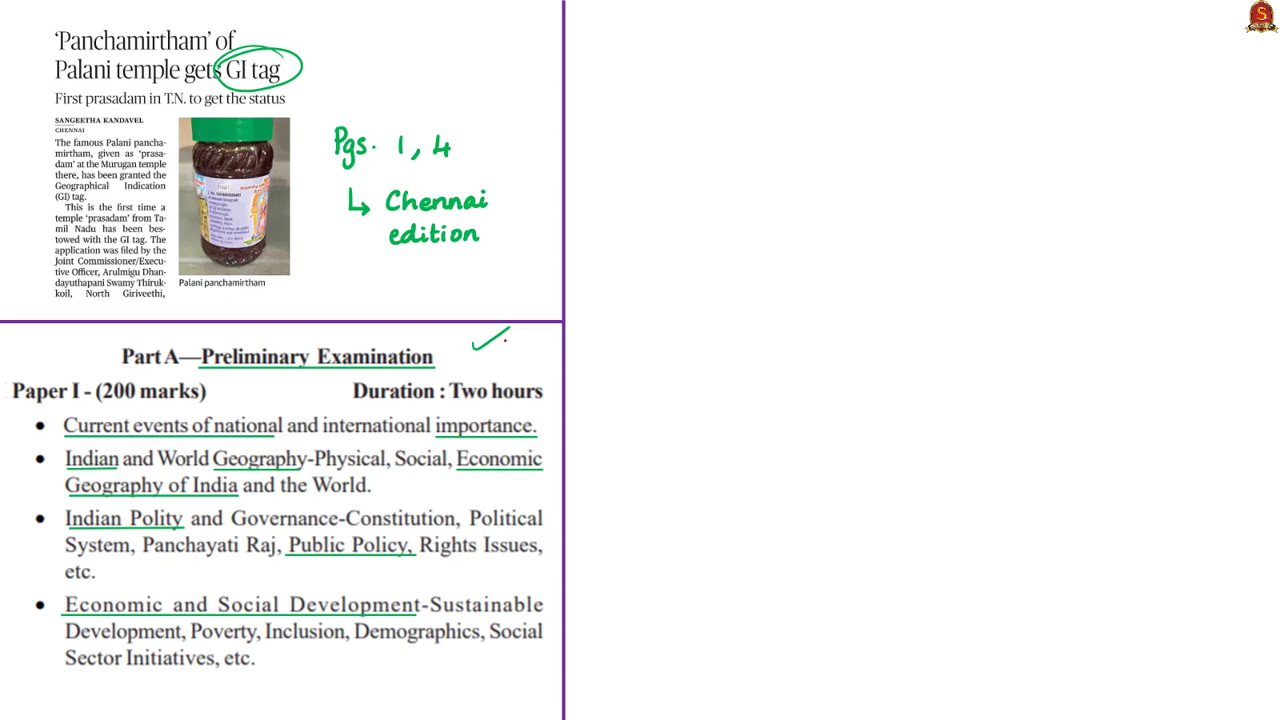 ‘Panchamirtham’ of
Palani temple gets GI tag
First prasadam in T.N. to get the status
SANGEETHA KANDAVEL
CHENNAI
The famous Palani pancha-
mirtham, given as ‘prasa-
dam’ at the Murugan temple
there, has been granted the
Geographical Indication
(GI) tag.
This is the first time a
temple ‘prasadam’ from Ta-
mil Nadu has been bes-
towed with the GI tag. The
application was filed by the
Joint Commissioner/Execu-
tive Officer, Arulmigu Dhan-
dayuthapani Swamy Thiruk-
koil, North Giriveethi,
Palani panchamirtham
Pgs. 1, 4
↳ Chennai
edition
Part A—Preliminary Examination
Paper I - (200 marks) Duration : Two hours
• Current events of national and international importance.
• Indian and World Geography-Physical, Social, Economic
Geography of India and the World.
• Indian Polity and Governance-Constitution, Political
System, Panchayati Raj, Public Policy, Rights Issues,
etc.
• Economic and Social Development-Sustainable
Development, Poverty, Inclusion, Demographics, Social
Sector Initiatives, etc.
S